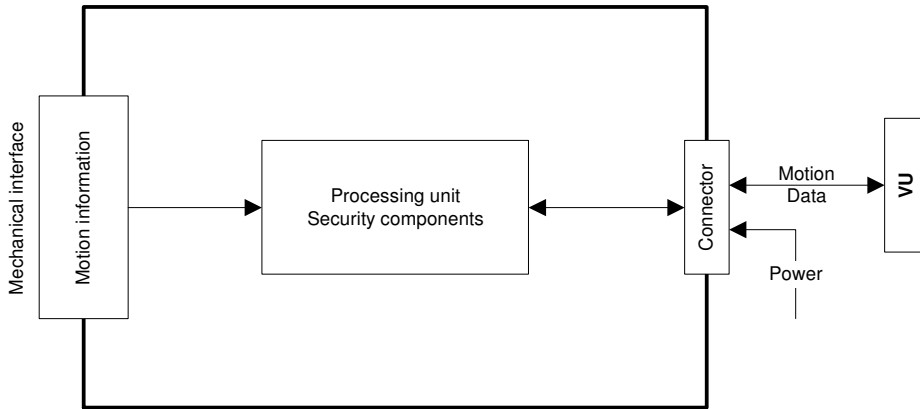 Mechanical interface
Motion information
Processing unit
Security components
Connector
Motion
Data
Power
VU